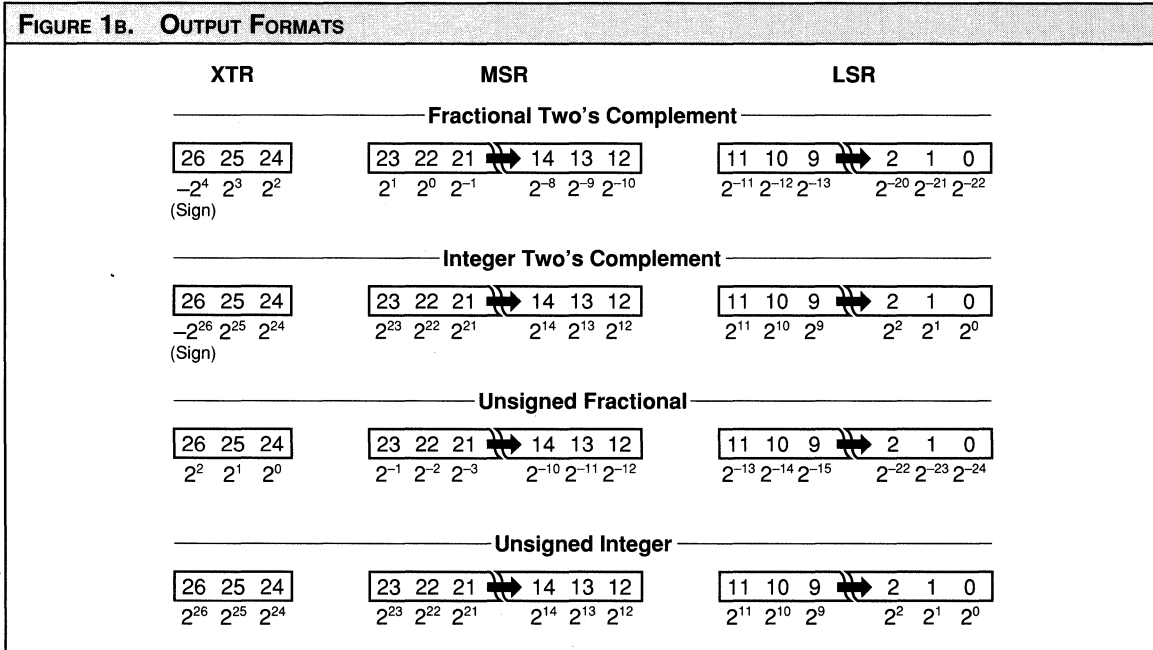 FIGURE 1B. OUTPUT FORMATS
XTR MSR LSR
Fractional Two's Complement
26 25 24 23 22 21 14 13 12 11 10 9 2 1 0
−2⁴ 2³ 2² 2¹ 2⁰ 2⁻¹ 2⁻⁸ 2⁻⁹ 2⁻¹⁰ 2⁻¹¹ 2⁻¹² 2⁻¹³ 2⁻²⁰ 2⁻²¹ 2⁻²²
(Sign)
Integer Two's Complement
26 25 24 23 22 21 14 13 12 11 10 9 2 1 0
−2²⁶ 2²⁵ 2²⁴ 2²³ 2²² 2²¹ 2¹⁴ 2¹³ 2¹² 2¹¹ 2¹⁰ 2⁹ 2² 2¹ 2⁰
(Sign)
Unsigned Fractional
26 25 24 23 22 21 14 13 12 11 10 9 2 1 0
2² 2¹ 2⁰ 2⁻¹ 2⁻² 2⁻³ 2⁻¹⁰ 2⁻¹¹ 2⁻¹² 2⁻¹³ 2⁻¹⁴ 2⁻¹⁵ 2⁻²² 2⁻²³ 2⁻²⁴
Unsigned Integer
26 25 24 23 22 21 14 13 12 11 10 9 2 1 0
2²⁶ 2²⁵ 2²⁴ 2²³ 2²² 2²¹ 2¹⁴ 2¹³ 2¹² 2¹¹ 2¹⁰ 2⁹ 2² 2¹ 2⁰